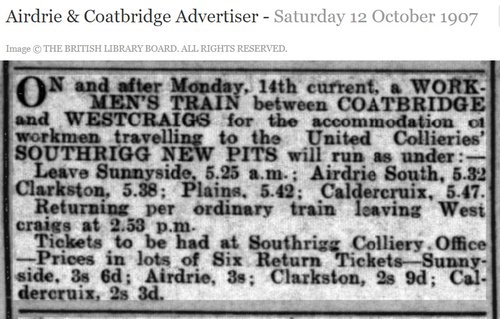 Airdrie & Coatbridge Advertiser - Saturday 12 October 1907
Image © THE BRITISH LIBRARY BOARD. ALL RIGHTS RESERVED.
ON and after Monday, 14th current, a WORK-
MEN'S TRAIN between COATBRIDGE
and WESTCRAIGS for the accommodation of
workmen travelling to the United Collieries'
SOUTHRIGG NEW PITS will run as under:—
Leave Sunnyside, 5.25 a.m.; Airdrie South, 5.32
Clarkston, 5.38; Plains, 5.42; Caldercruix, 5.47.
Returning per ordinary train leaving West
craigs at 2.53 p.m.
Tickets to be had at Southrigg Colliery Office
—Prices in lots of Six Return Tickets—Sunny-
side, 3s 6d; Airdrie, 3s; Clarkston, 2s 9d; Cal-
dercruix, 2s 3d.